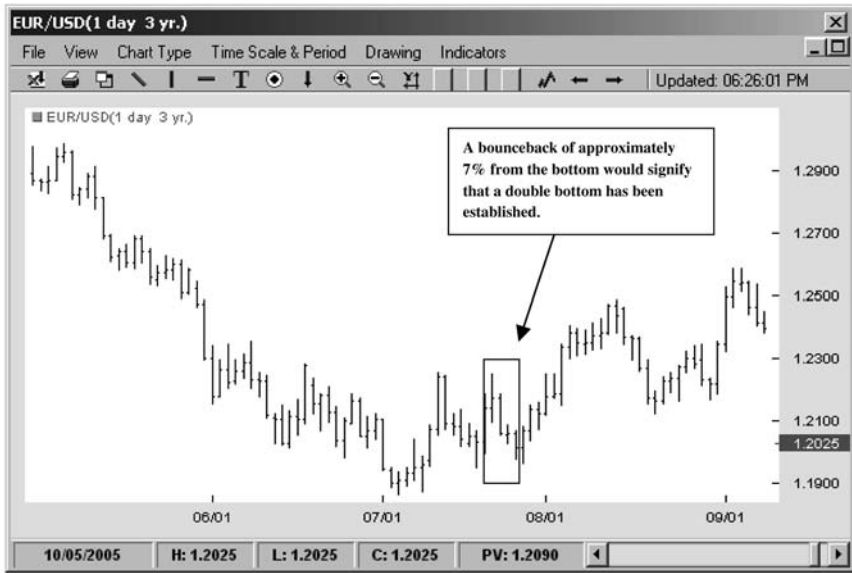 EUR/USD(1 day 3 yr.)
File View Chart Type Time Scale & Period Drawing Indicators
T Updated: 06:26:01 PM
EUR/USD(1 day 3 yr.)
A bounceback of approximately
7% from the bottom would signify
that a double bottom has been
established.
1.2900
1.2700
1.2500
1.2300
1.2100
1.2025
1.1900
06/01 07/01 08/01 09/01
10/05/2005 H: 1.2025 L: 1.2025 C: 1.2025 PV: 1.2090